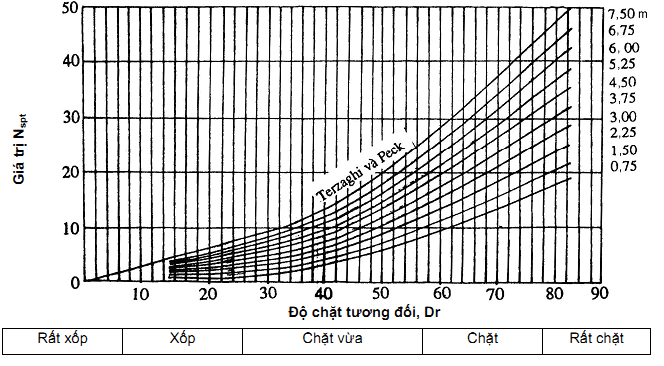 50
40
30
20
10
0
Giá trị Nspt
7,50 m
6,75
6,00
5,25
4,50
3,75
3,00
2,25
1,50
0,75
Terzaghi và Peck
10 20 30 40 50 60 70 80 90
Độ chặt tương đối, Dr
Rất xốp Xốp Chặt vừa Chặt Rất chặt